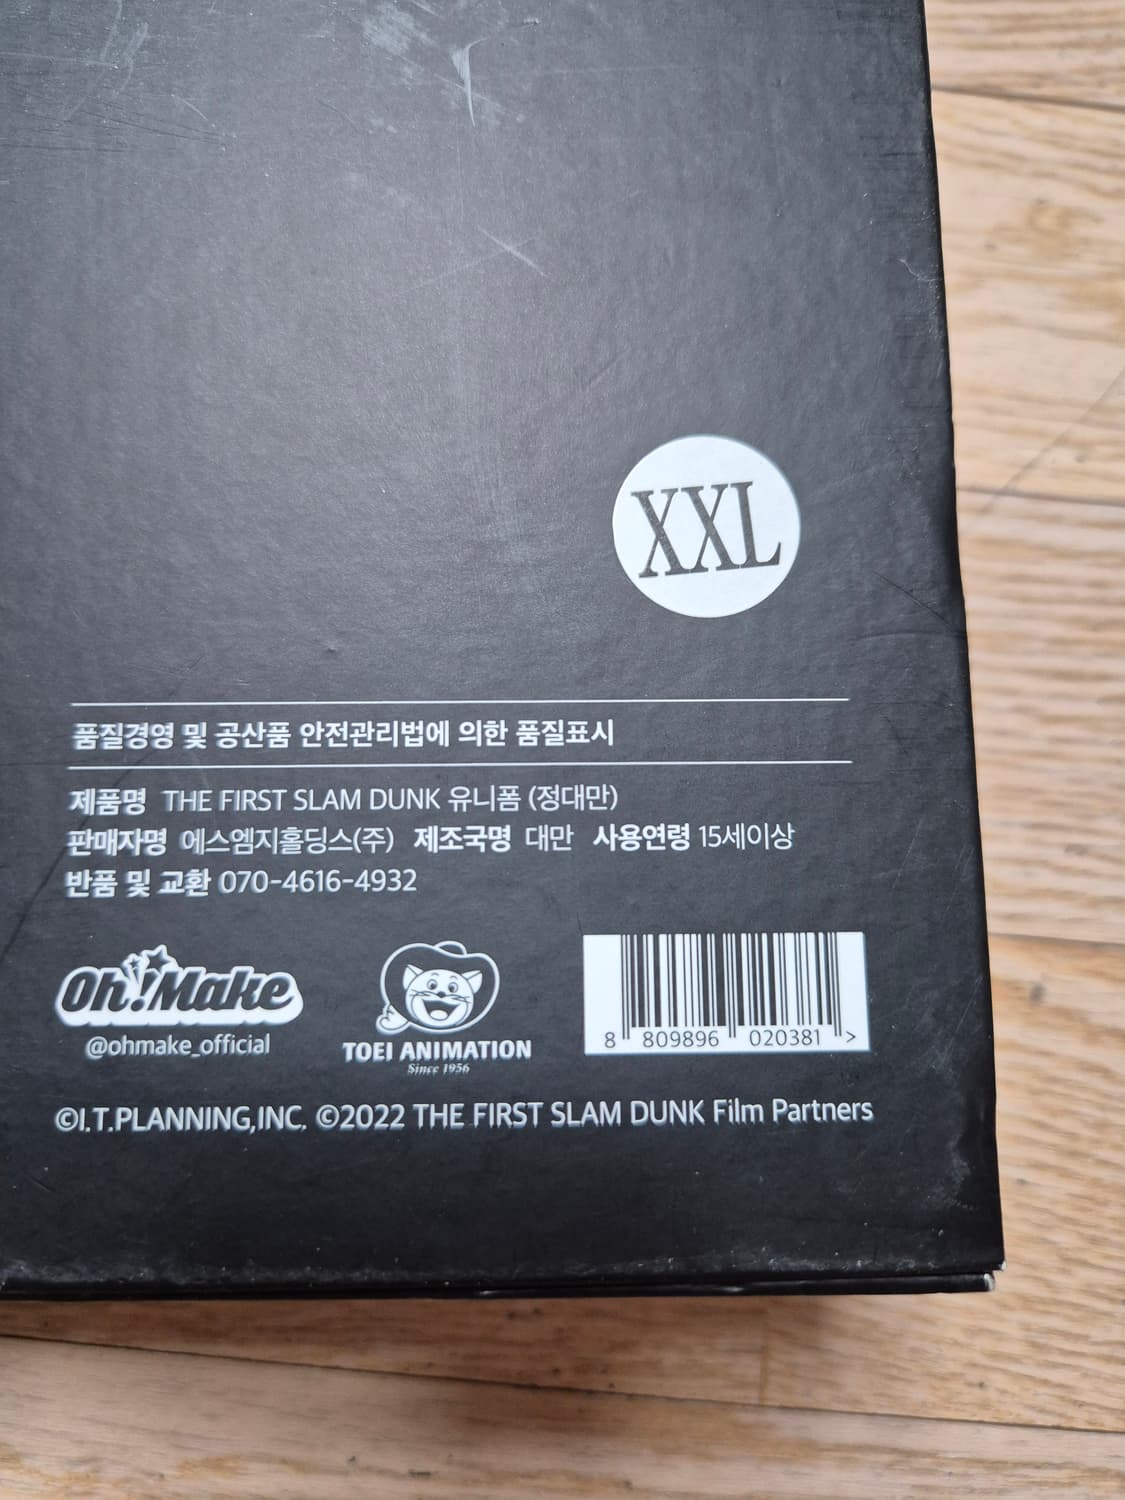 XXL
품질경영 및 공산품 안전관리법에 의한 품질표시
제품명 THE FIRST SLAM DUNK 유니폼 (정대만)
판매자명 에스엠지홀딩스(주) 제조국명 대만 사용연령 15세이상
반품 및 교환 070-4616-4932
Oh!Make
@ohmake_official
TOEI ANIMATION
Since 1956
8 809896 020381 >
©I.T.PLANNING,INC. ©2022 THE FIRST SLAM DUNK Film Partners